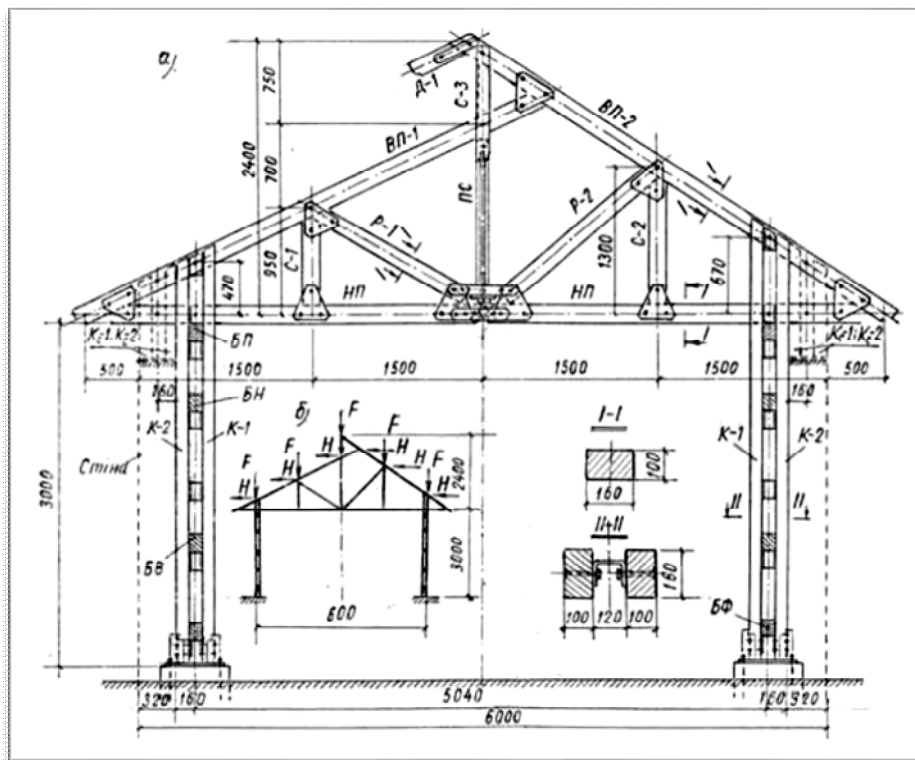 а)
Д-1
С-3
ВП-2
ВП-1
2400
750
700
950
470
ПС
Р-1
Р-2
С-1
С-2
1300
670
НП
НП
I
I
I
I
I
I
К=1:К=2
БП
К=1:К=2
500
1500
1500
1500
1500
500
160
БН
160
б)
I-I
К-2
К-1
К-1
К-2
F
F
F
F
F
H
H
H
H
H
H
100
160
2400
3000
600
Стіна
3000
II
II
II-II
БВ
160
100
120
100
БФ
320
160
5040
160
320
6000